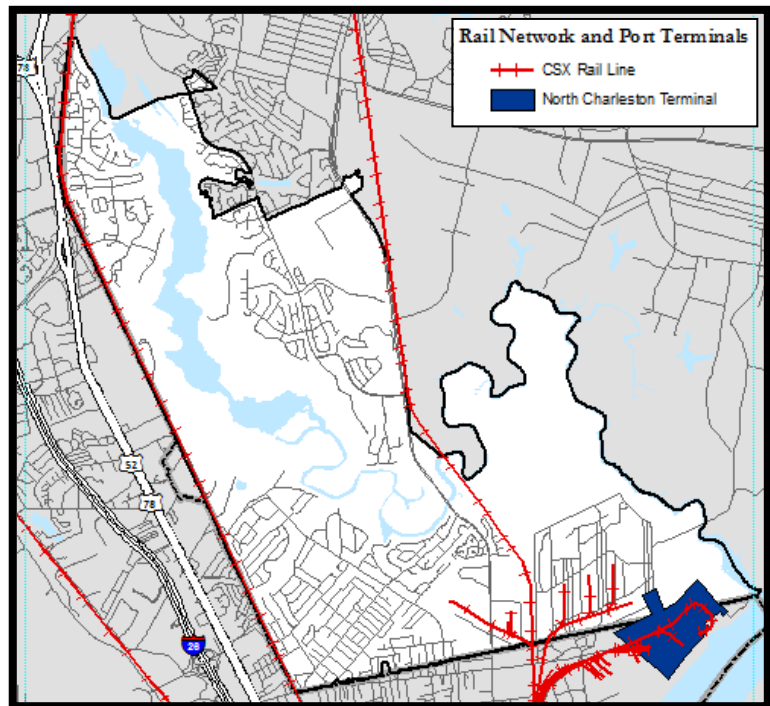 Rail Network and Port Terminals
CSX Rail Line
North Charleston Terminal
78
52
78
26